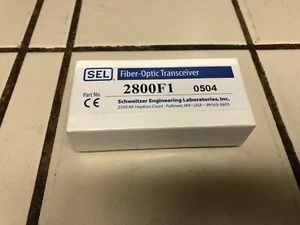 SEL Fiber-Optic Transceiver
Part No. 2800F1 0504
CE Schweitzer Engineering Laboratories, Inc.
2350 NE Hopkins Court • Pullman, WA • USA • 99163-5603